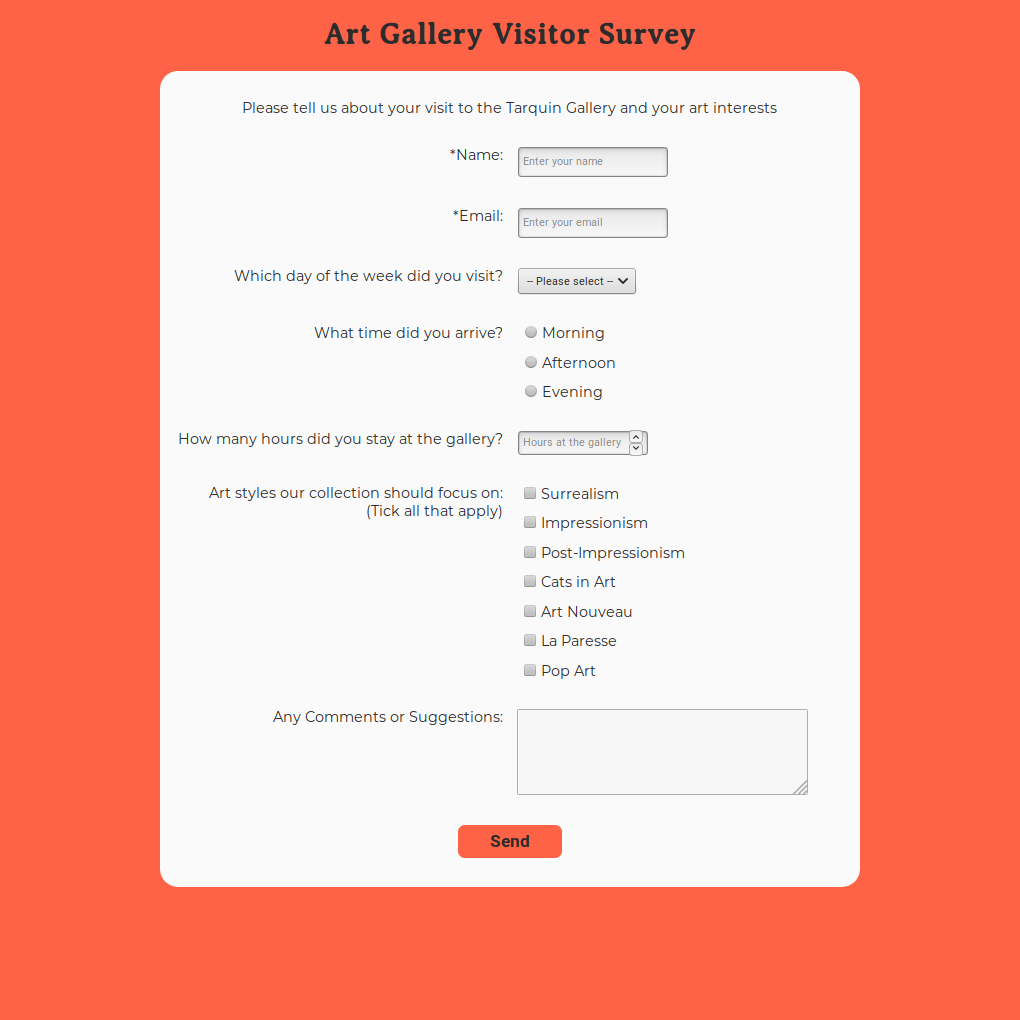 Art Gallery Visitor Survey
Please tell us about your visit to the Tarquin Gallery and your art interests
*Name: Enter your name
*Email: Enter your email
Which day of the week did you visit? -- Please select --
What time did you arrive? Morning
Afternoon
Evening
How many hours did you stay at the gallery? Hours at the gallery
Art styles our collection should focus on: Surrealism
(Tick all that apply)
Impressionism
Post-Impressionism
Cats in Art
Art Nouveau
La Paresse
Pop Art
Any Comments or Suggestions:
Send